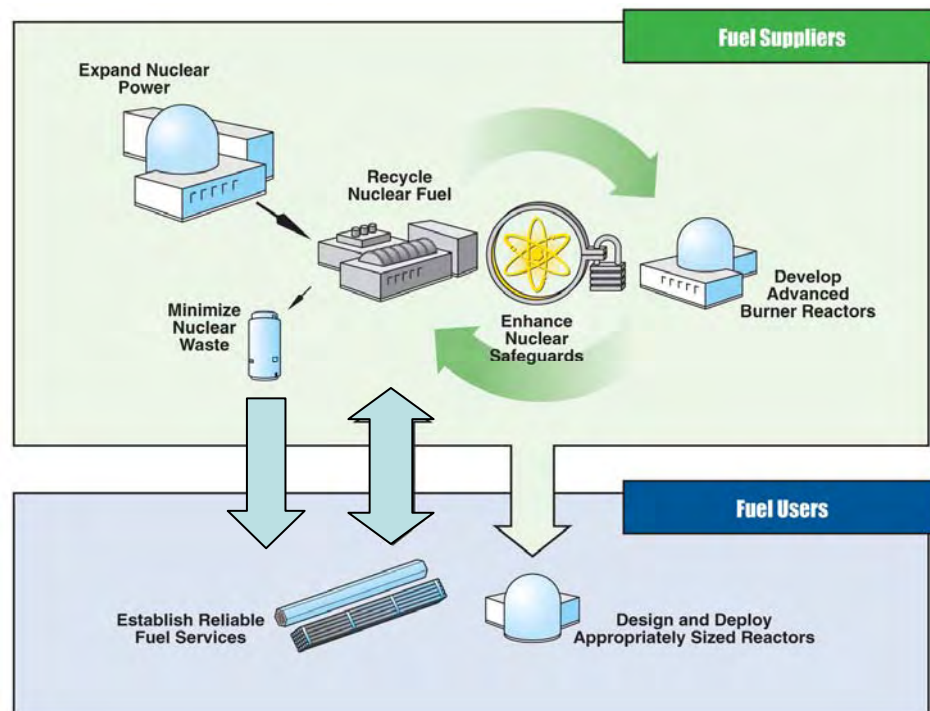 Fuel Suppliers
Expand Nuclear
Power
Recycle
Nuclear Fuel
Minimize
Nuclear
Waste
Enhance
Nuclear
Safeguards
Develop
Advanced
Burner Reactors
Fuel Users
Establish Reliable
Fuel Services
Design and Deploy
Appropriately Sized Reactors